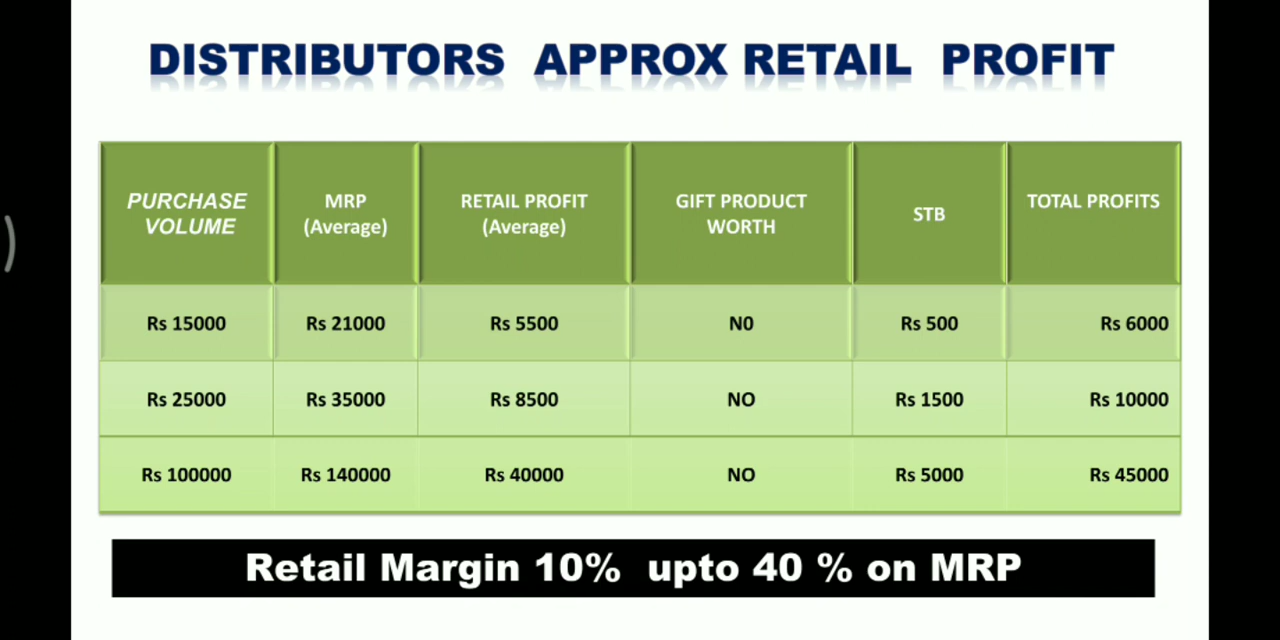 DISTRIBUTORS APPROX RETAIL PROFIT
PURCHASE VOLUME MRP (Average) RETAIL PROFIT (Average) GIFT PRODUCT WORTH STB TOTAL PROFITS
Rs 15000 Rs 21000 Rs 5500 N0 Rs 500 Rs 6000
Rs 25000 Rs 35000 Rs 8500 NO Rs 1500 Rs 10000
Rs 100000 Rs 140000 Rs 40000 NO Rs 5000 Rs 45000
Retail Margin 10% upto 40 % on MRP